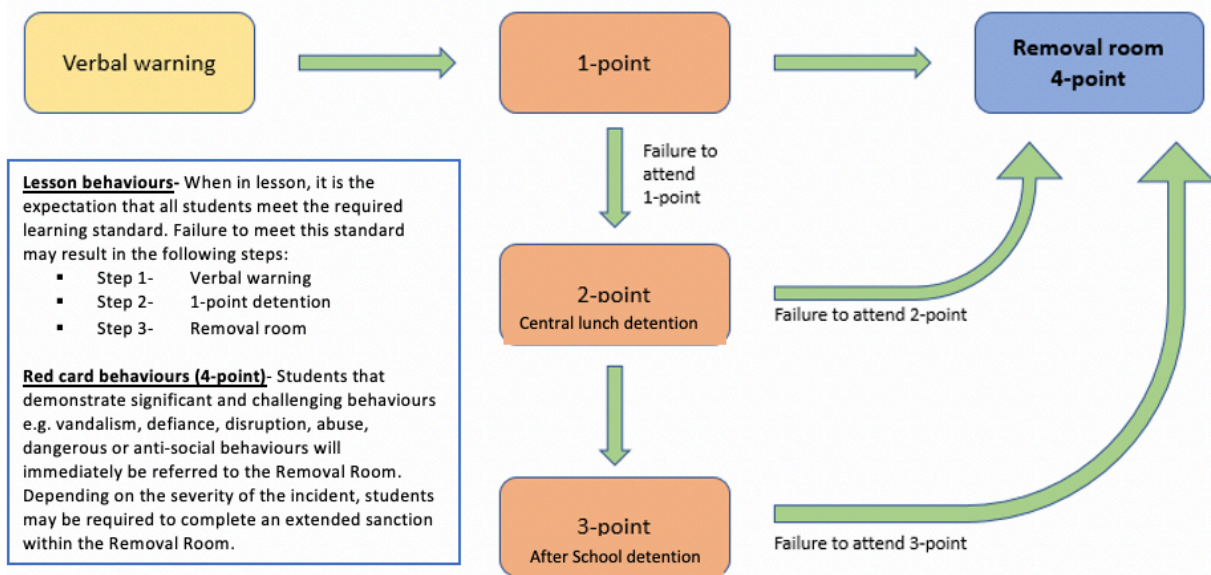 Verbal warning
1-point
Removal room
4-point
Failure to
attend
1-point
Lesson behaviours- When in lesson, it is the
expectation that all students meet the required
learning standard. Failure to meet this standard
may result in the following steps:
▪ Step 1- Verbal warning
▪ Step 2- 1-point detention
▪ Step 3- Removal room
Red card behaviours (4-point)- Students that
demonstrate significant and challenging behaviours
e.g. vandalism, defiance, disruption, abuse,
dangerous or anti-social behaviours will
immediately be referred to the Removal Room.
Depending on the severity of the incident, students
may be required to complete an extended sanction
within the Removal Room.
2-point
Central lunch detention
Failure to attend 2-point
3-point
After School detention
Failure to attend 3-point